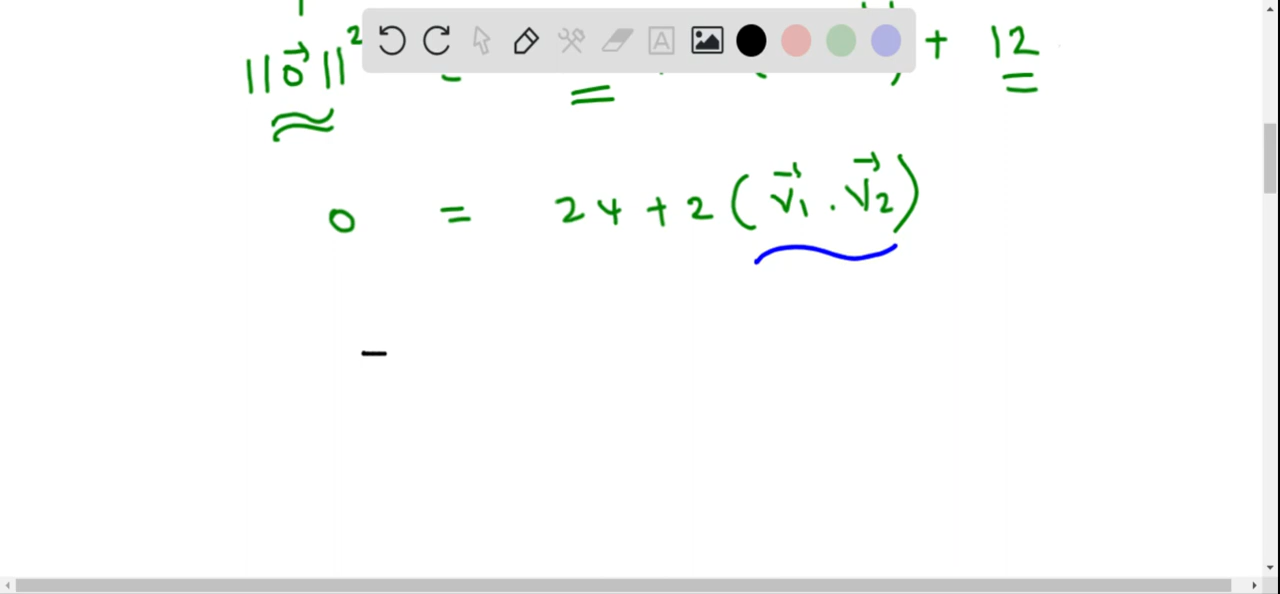 ||0⃗||² = + 12
0 = 24 + 2 (v⃗1 . v⃗2)
–